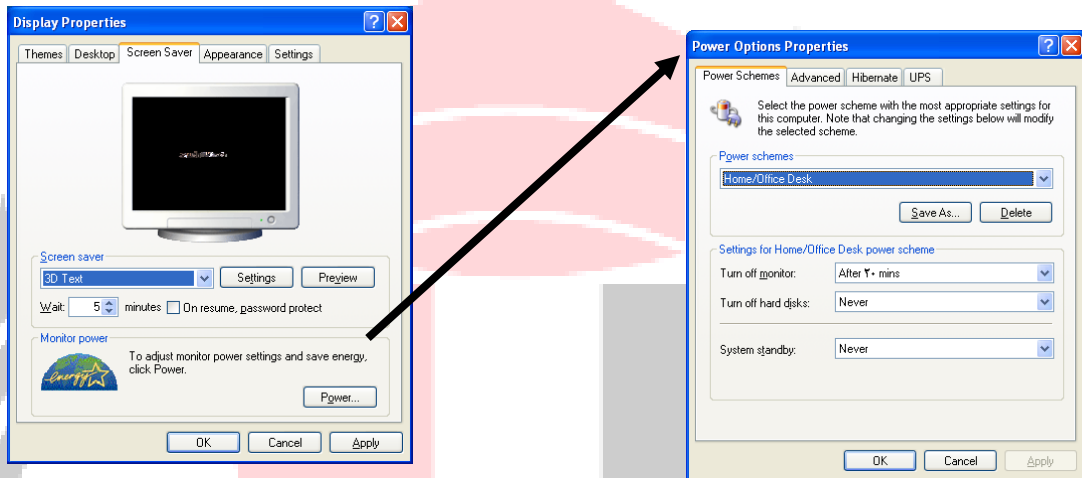 Display Properties
Themes Desktop Screen Saver Appearance Settings
Screen saver
3D Text Settings Preview
Wait: 5 minutes On resume, password protect
Monitor power
To adjust monitor power settings and save energy,
click Power.
energy
Power...
OK Cancel Apply
Power Options Properties
Power Schemes Advanced Hibernate UPS
Select the power scheme with the most appropriate settings for
this computer. Note that changing the settings below will modify
the selected scheme.
Power schemes
Home/Office Desk
Save As... Delete
Settings for Home/Office Desk power scheme
Turn off monitor: After ۲۰ mins
Turn off hard disks: Never
System standby: Never
OK Cancel Apply